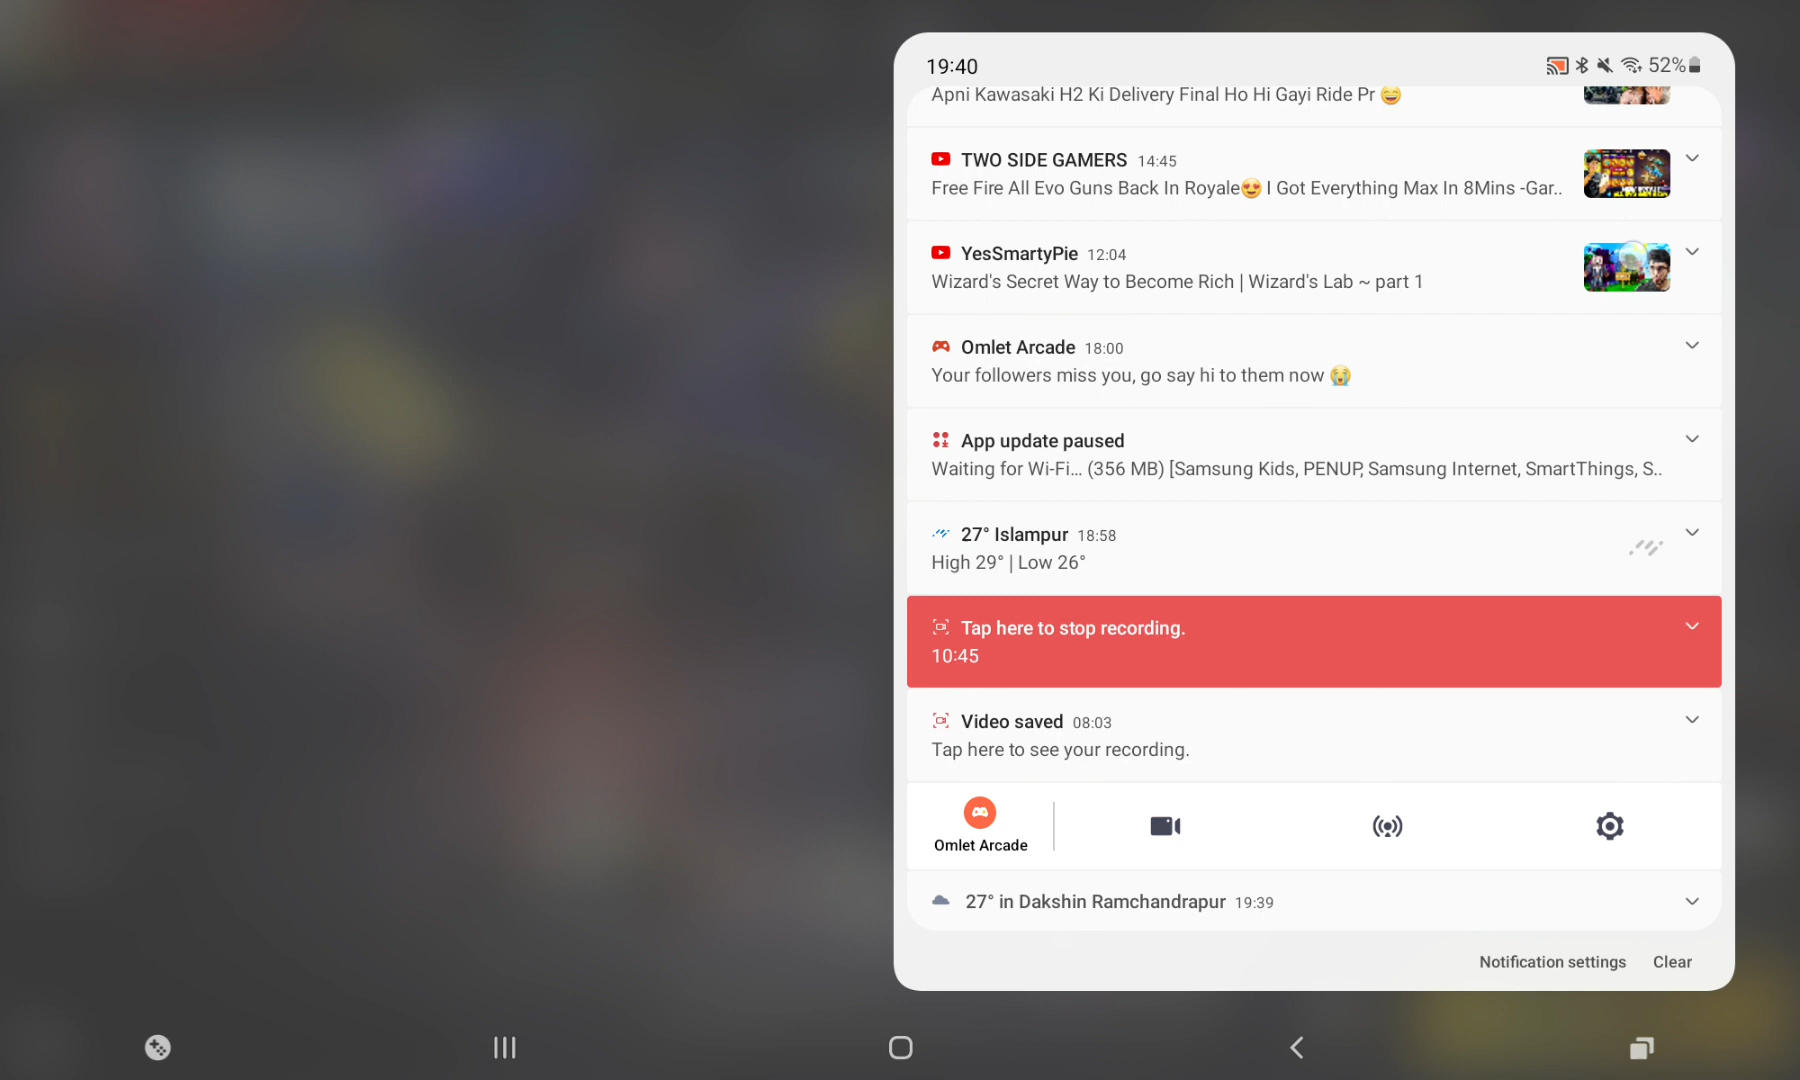 19:40
52%
Apni Kawasaki H2 Ki Delivery Final Ho Hi Gayi Ride Pr 😄
TWO SIDE GAMERS 14:45
Free Fire All Evo Guns Back In Royale😍 I Got Everything Max In 8Mins -Gar..
YesSmartyPie 12:04
Wizard's Secret Way to Become Rich | Wizard's Lab ~ part 1
Omlet Arcade 18:00
Your followers miss you, go say hi to them now 😭
App update paused
Waiting for Wi-Fi... (356 MB) [Samsung Kids, PENUP, Samsung Internet, SmartThings, S..
27° Islampur 18:58
High 29° | Low 26°
Tap here to stop recording.
10:45
Video saved 08:03
Tap here to see your recording.
Omlet Arcade
27° in Dakshin Ramchandrapur 19:39
Notification settings Clear